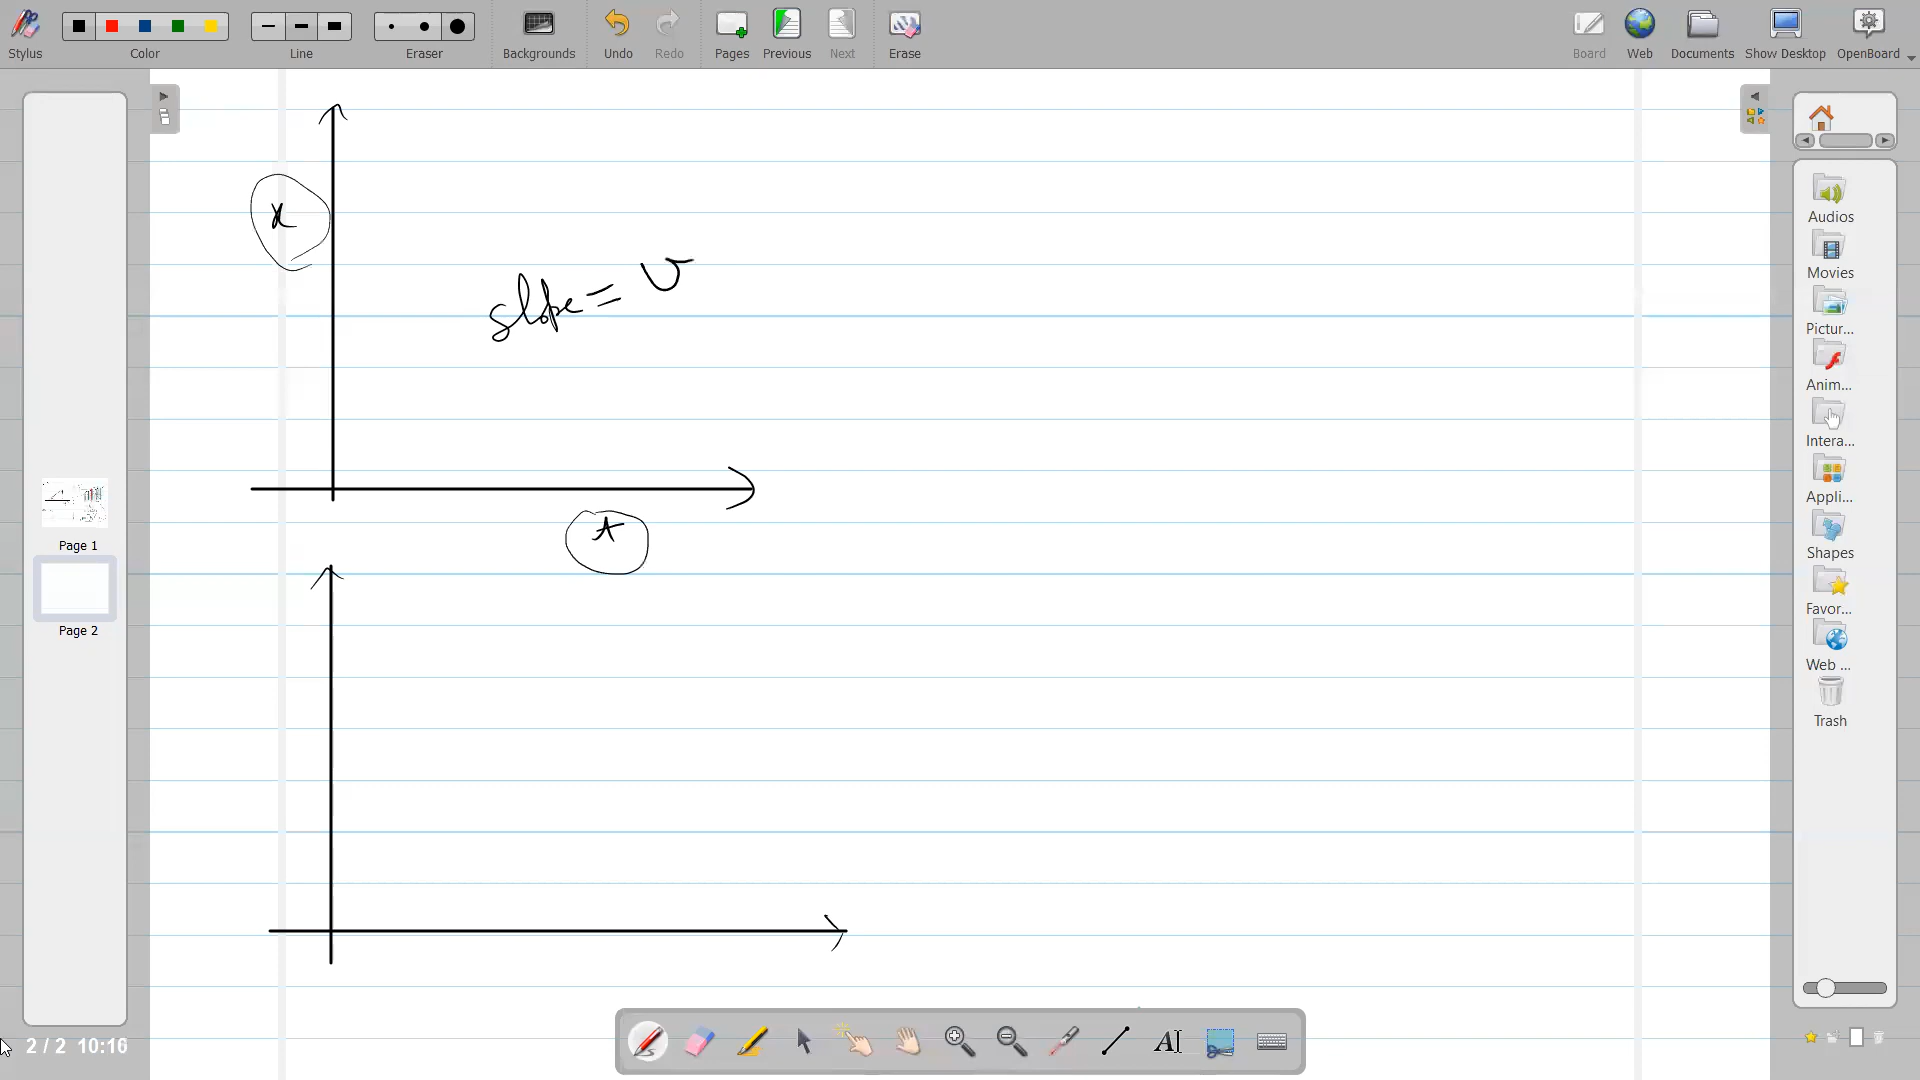 Stylus
Color
Line
Eraser
Backgrounds
Undo
Redo
Pages
Previous
Next
Erase
Board
Web
Documents
Show Desktop
OpenBoard
x
slope = v
t
Page 1
Page 2
Audios
Movies
Pictur...
Anim...
Intera...
Appli...
Shapes
Favor...
Web ...
Trash
2 / 2 10:16